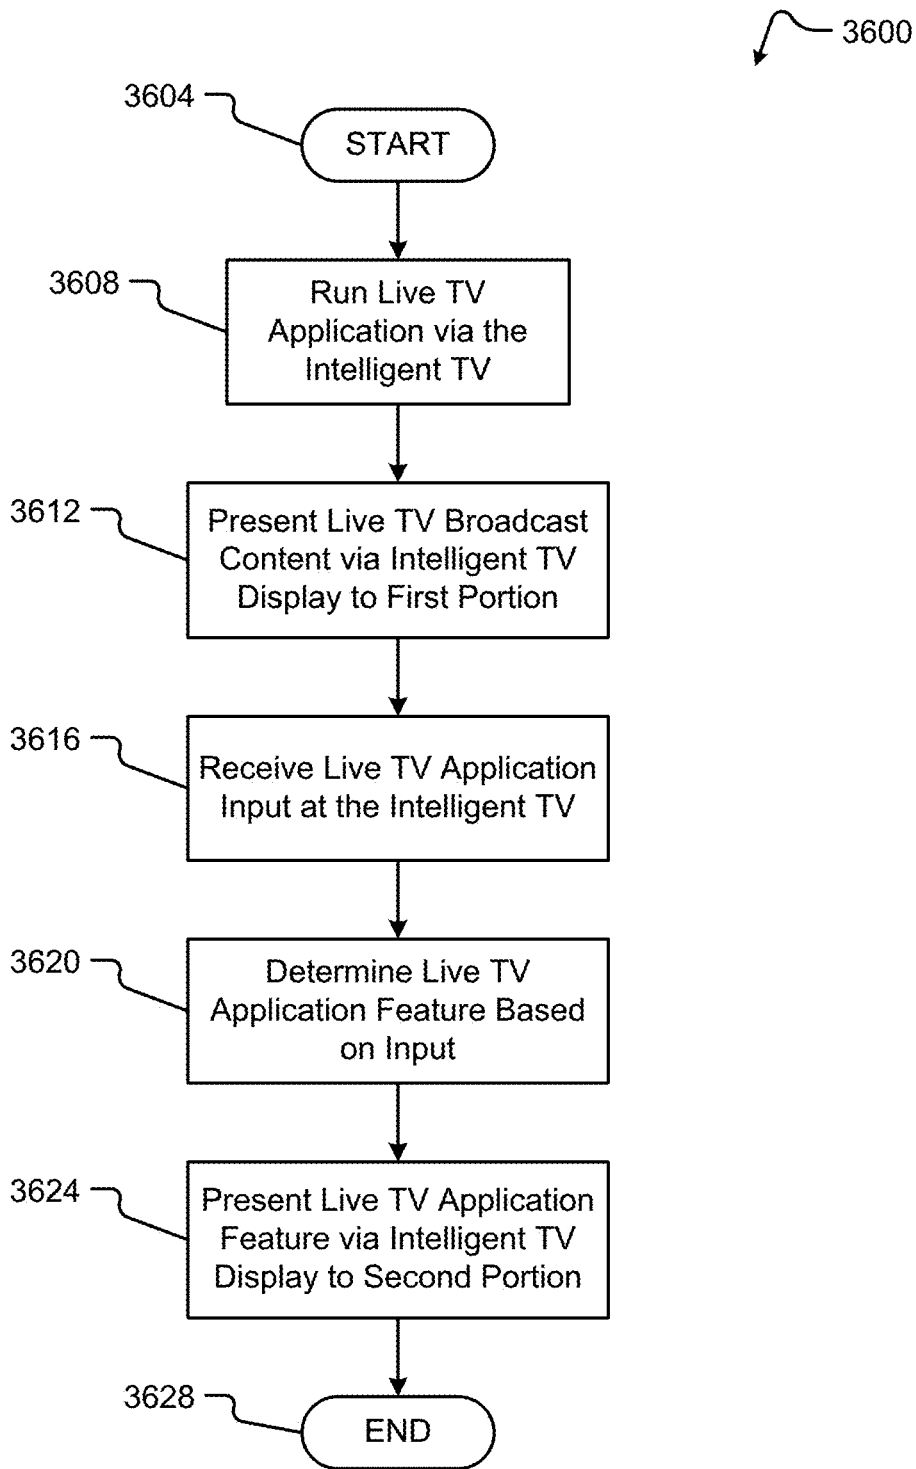 3600
3604
START
3608
Run Live TV
Application via the
Intelligent TV
3612
Present Live TV Broadcast
Content via Intelligent TV
Display to First Portion
3616
Receive Live TV Application
Input at the Intelligent TV
3620
Determine Live TV
Application Feature Based
on Input
3624
Present Live TV Application
Feature via Intelligent TV
Display to Second Portion
3628
END